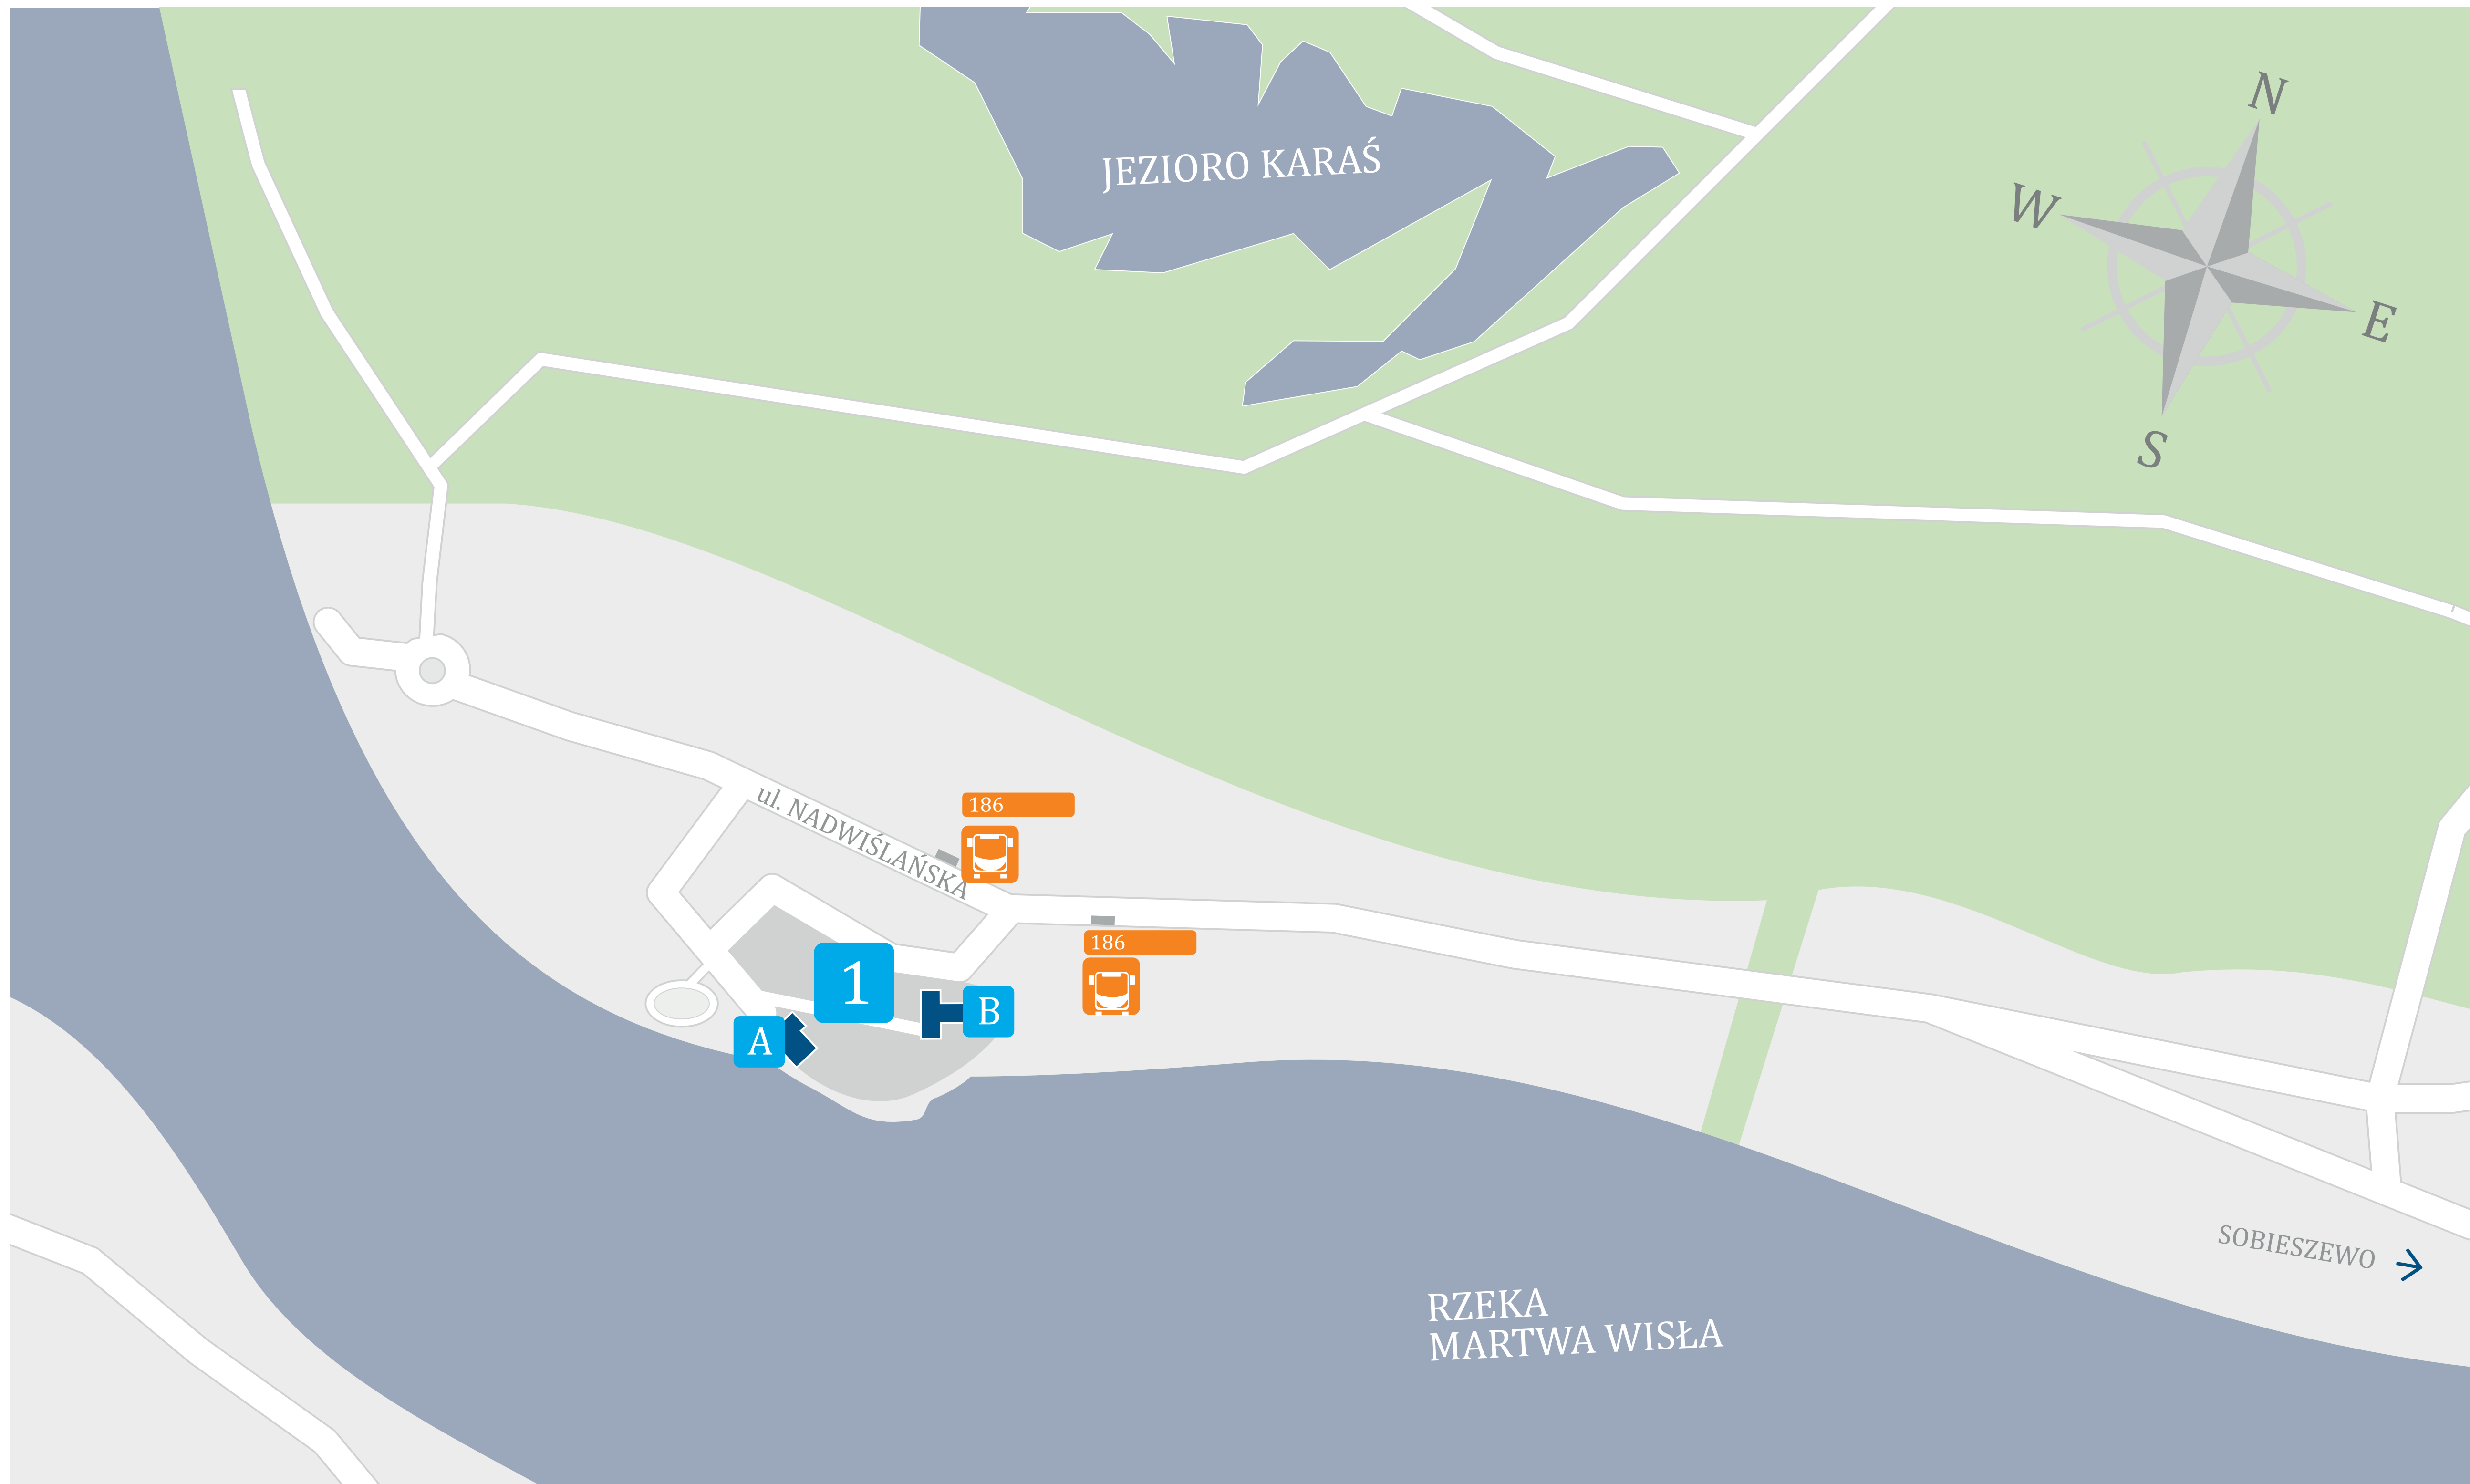 N
JEZIORO KARAŚ
W
E
S
ul. NADWIŚLAŃSKA
186
186
1
B
A
SOBIESZEWO
RZEKA
MARTWA WISŁA